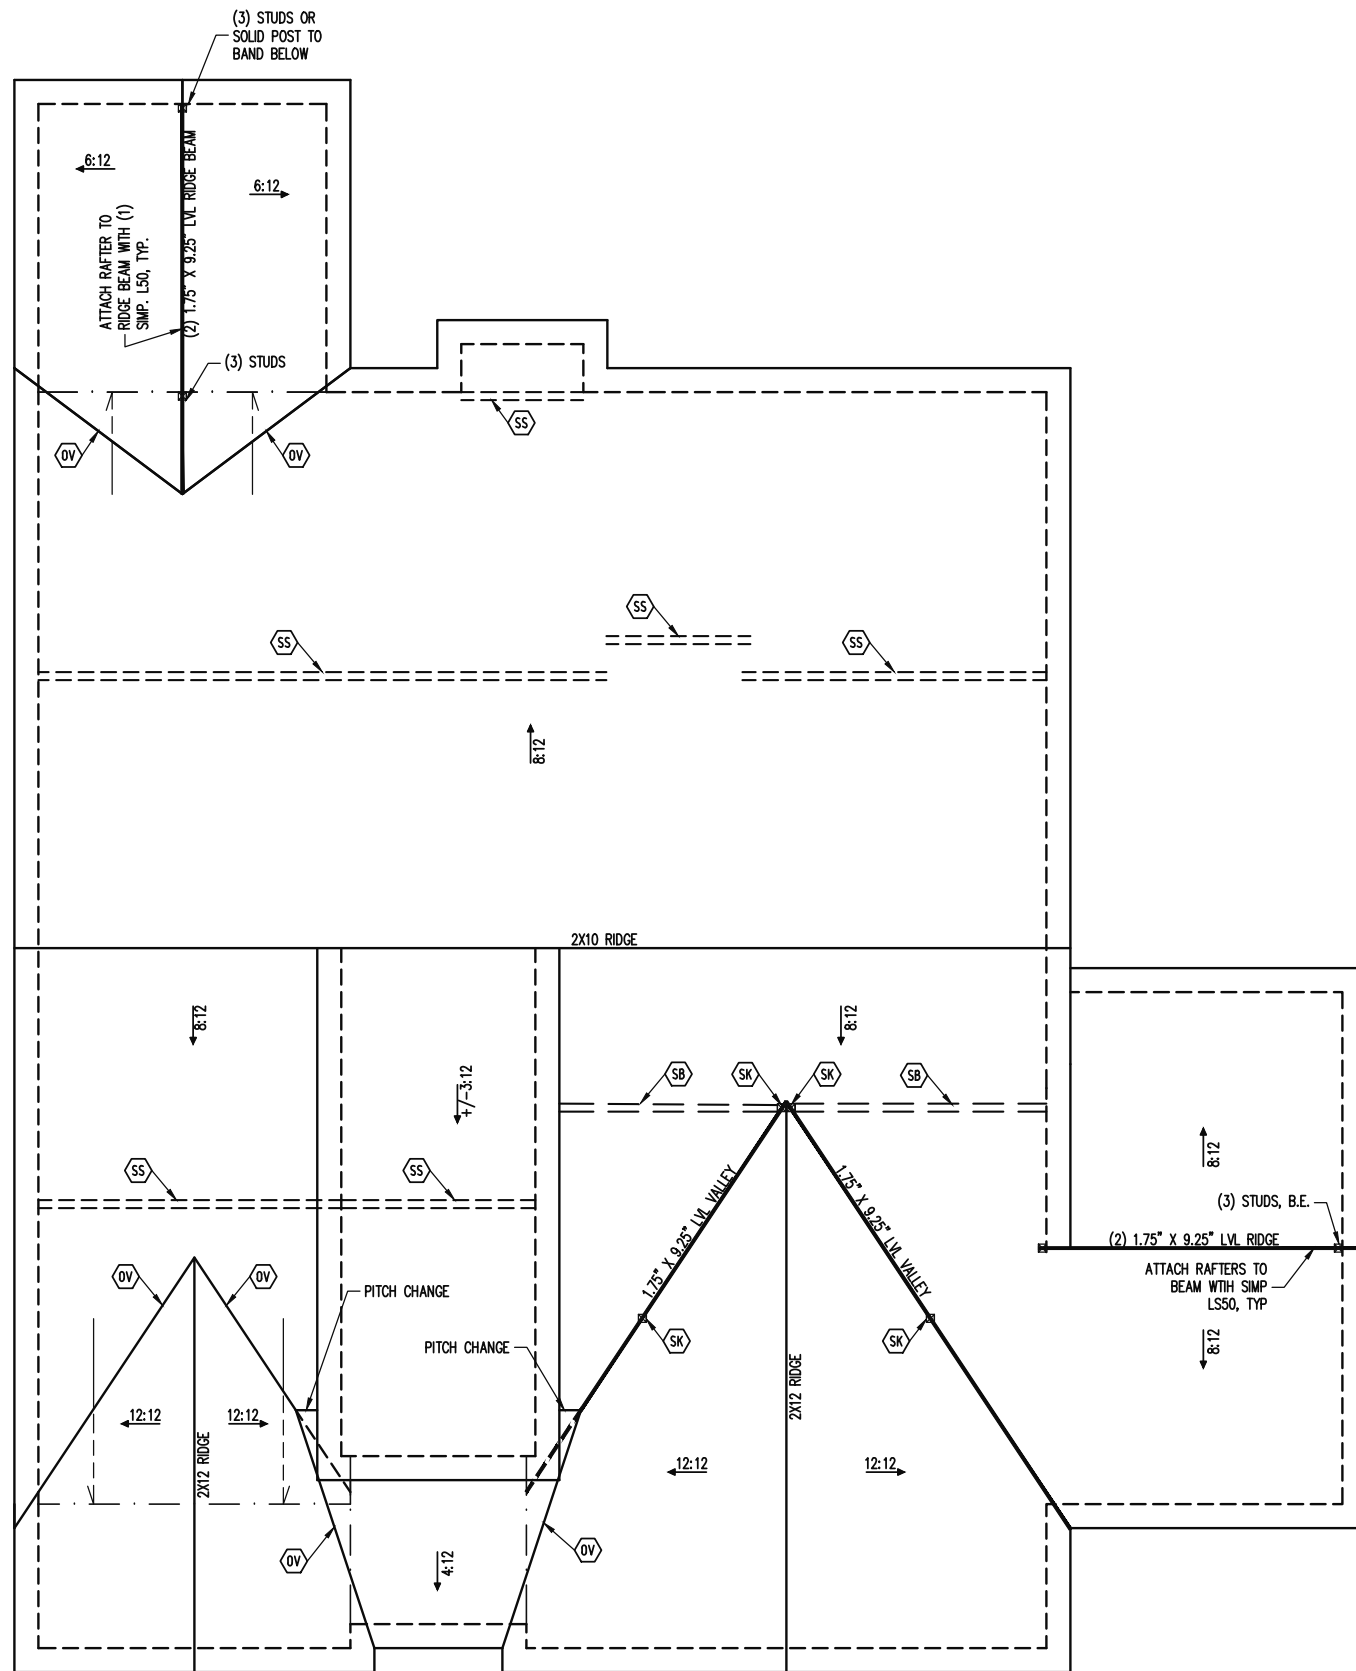 (3) STUDS OR
SOLID POST TO
BAND BELOW
6:12
6:12
ATTACH RAFTER TO
RIDGE BEAM WITH (1)
SIMP. L50, TYP.
(2) 1.75" X 9.25" LVL RIDGE BEAM
(3) STUDS
OV
OV
SS
SS
SS
SS
8:12
2X10 RIDGE
8:12
8:12
+/-3:12
SB
SK
SK
SB
SS
SS
8:12
1.75" X 9.25" LVL VALLEY
1.75" X 9.25" LVL VALLEY
(3) STUDS, B.E.
(2) 1.75" X 9.25" LVL RIDGE
ATTACH RAFTERS TO
BEAM WTIH SIMP
LS50, TYP
OV
OV
PITCH CHANGE
PITCH CHANGE
SK
SK
8:12
12:12
12:12
2X12 RIDGE
2X12 RIDGE
12:12
12:12
OV
OV
4:12